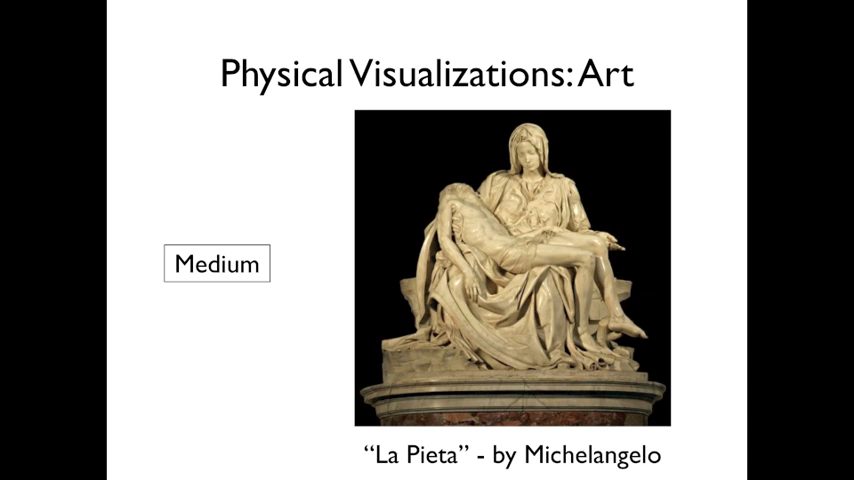 Physical Visualizations: Art
Medium
“La Pieta” - by Michelangelo